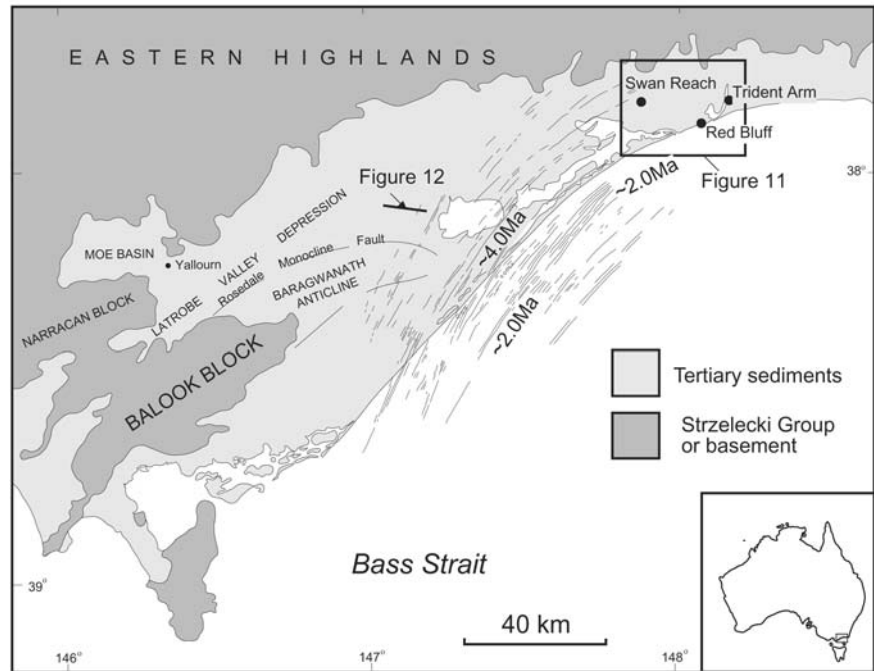 EASTERN HIGHLANDS
Swan Reach
Trident Arm
Red Bluff
38°
Figure 12
~2.0Ma
Figure 11
MOE BASIN
Yallourn
LATROBE VALLEY DEPRESSION
Rosedale Monocline Fault
~4.0Ma
BARAGWANATH
ANTICLINE
NARRACAN BLOCK
~2.0Ma
BALOOK BLOCK
Tertiary sediments
Strzelecki Group
or basement
Bass Strait
39°
40 km
146°
147°
148°